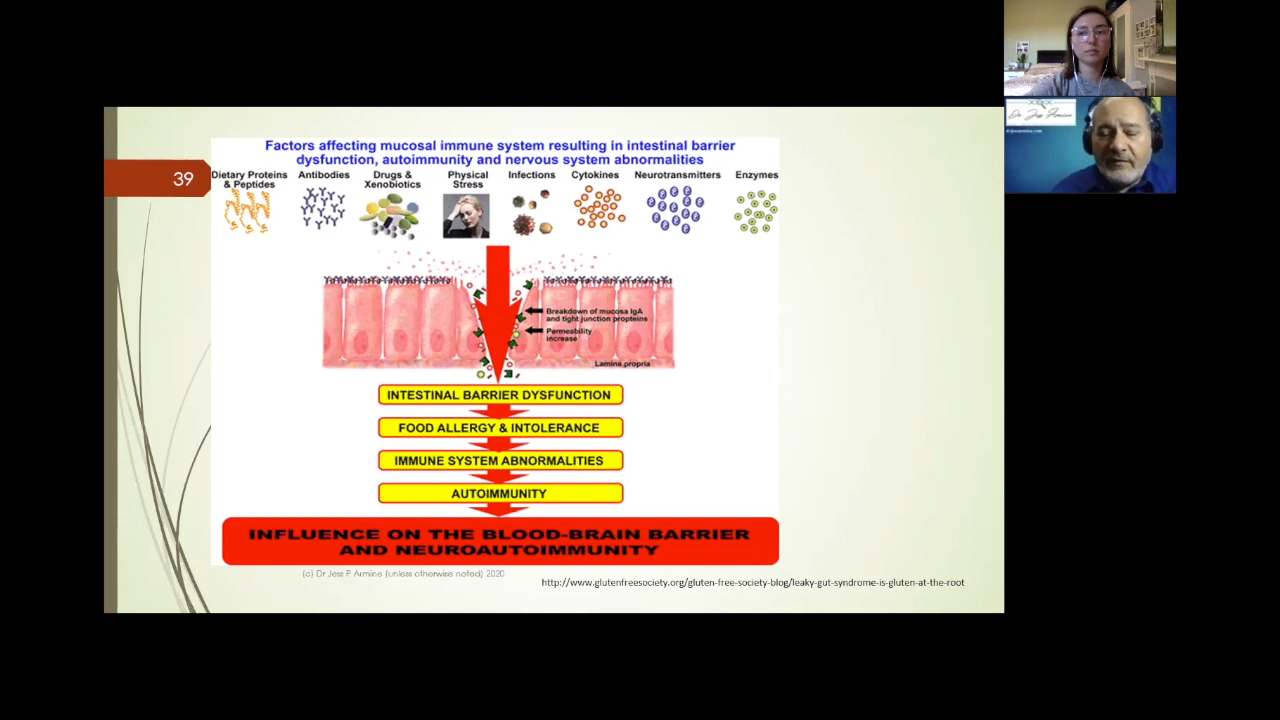 Factors affecting mucosal immune system resulting in intestinal barrier
dysfunction, autoimmunity and nervous system abnormalities
39
Dietary Proteins
& Peptides
Antibodies
Drugs &
Xenobiotics
Physical
Stress
Infections
Cytokines
Neurotransmitters
Enzymes
Breakdown of mucosa IgA
and tight junction propteins
Permeability
increase
Lamina propria
INTESTINAL BARRIER DYSFUNCTION
FOOD ALLERGY & INTOLERANCE
IMMUNE SYSTEM ABNORMALITIES
AUTOIMMUNITY
INFLUENCE ON THE BLOOD-BRAIN BARRIER
AND NEUROAUTOIMMUNITY
(c) Dr Jess P Armine (unless otherwise noted) 2020
http://www.glutenfreesociety.org/gluten-free-society-blog/leaky-gut-syndrome-is-gluten-at-the-root
Dr. Jess Armine